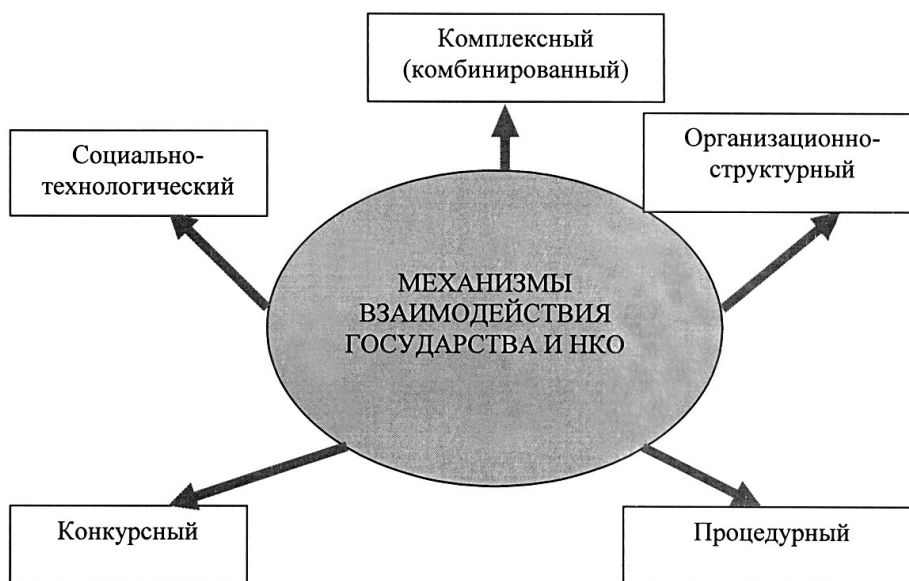 Комплексный
(комбинированный)
Социально-
технологический
Организационно-
структурный
МЕХАНИЗМЫ
ВЗАИМОДЕЙСТВИЯ
ГОСУДАРСТВА И НКО
Конкурсный
Процедурный